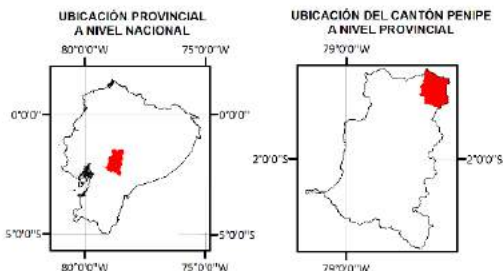 UBICACIÓN PROVINCIAL
A NIVEL NACIONAL
80°0'0"W
75°0'0"W
0°0'0"
0°0'0"
5°0'0"S
5°0'0"S
80°0'0"W
75°0'0"W
UBICACIÓN DEL CANTÓN PENIPE
A NIVEL PROVINCIAL
79°0'0"W
2°0'0"S
2°0'0"S
79°0'0"W